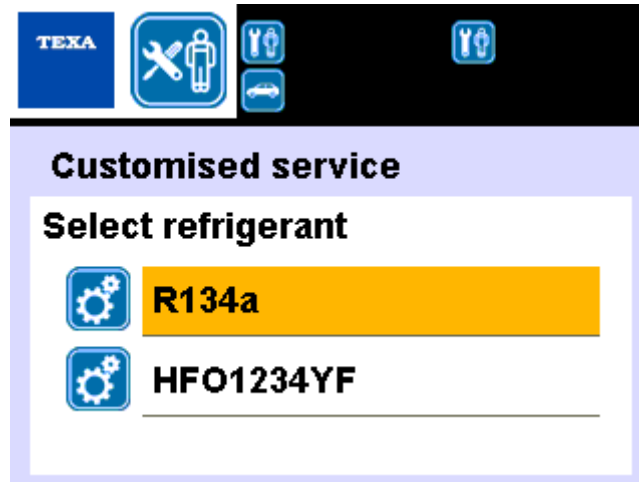 TEXA
Customised service
Select refrigerant
R134a
HFO1234YF